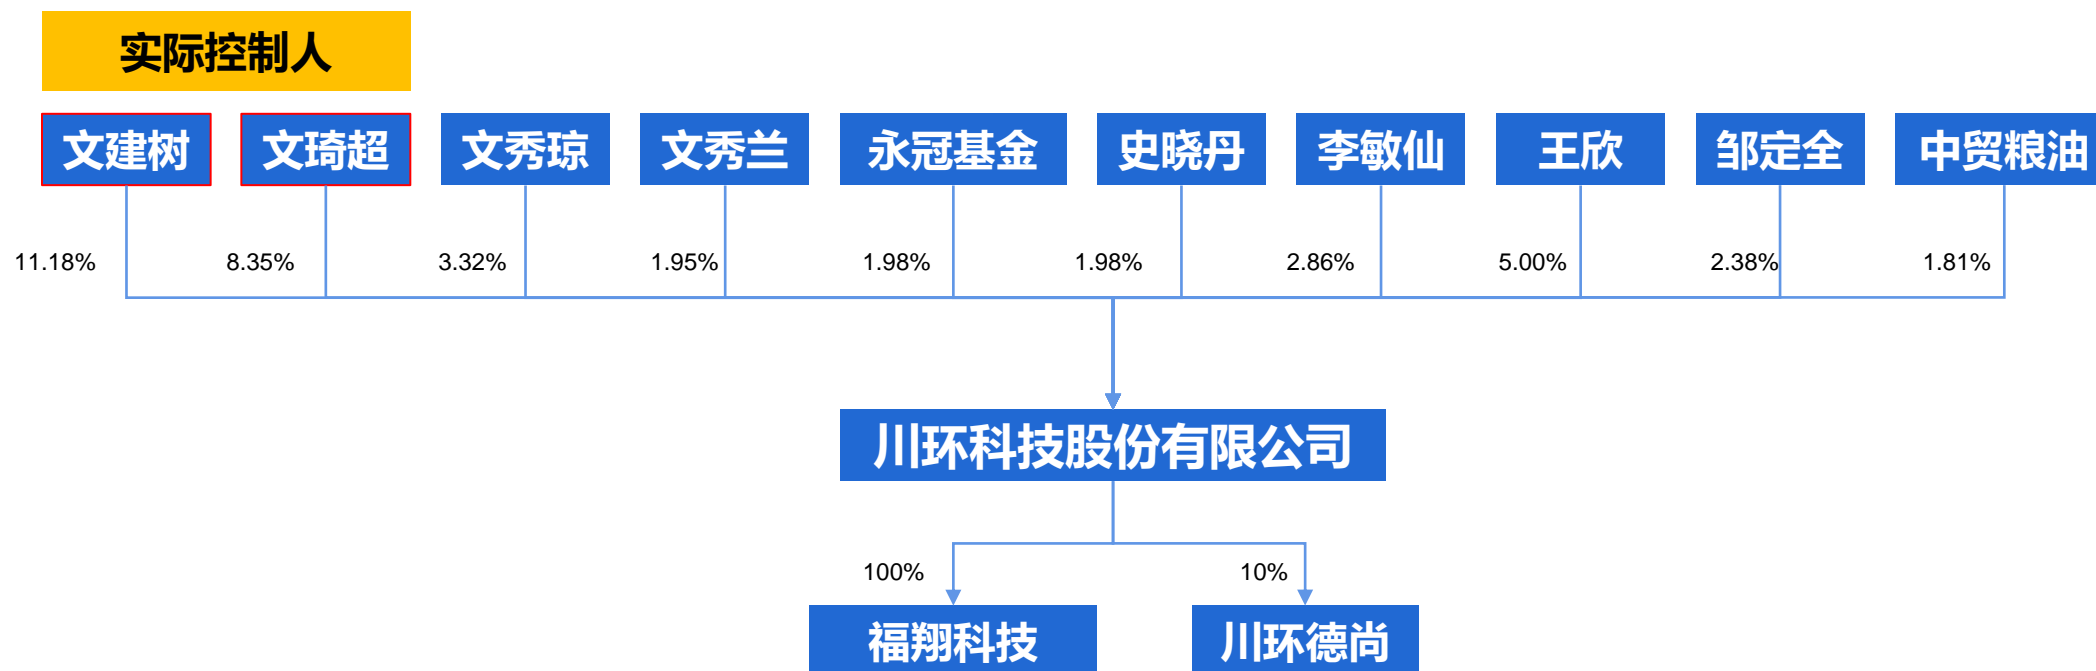 实际控制人
文建树 文琦超 文秀琼 文秀兰 永冠基金 史晓丹 李敏仙 王欣 邹定全 中贸粮油
11.18% 8.35% 3.32% 1.95% 1.98% 1.98% 2.86% 5.00% 2.38% 1.81%
川环科技股份有限公司
100% 10%
福翔科技 川环德尚